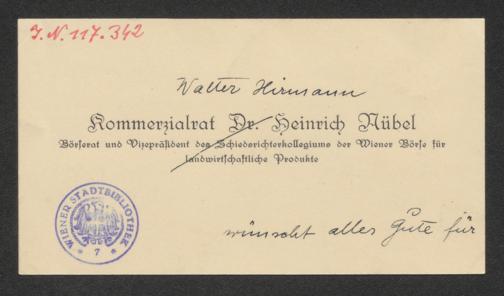 I. N. 117.342
Walter Hirmann
Kommerzialrat Dr. Heinrich Nübel
Börserat und Vizepräsident des Schiedsrichterkollegiums der Wiener Börse für
landwirtschaftliche Produkte
WIENER STADTBIBLIOTHEK
* 7 *
wünscht alles Gute für